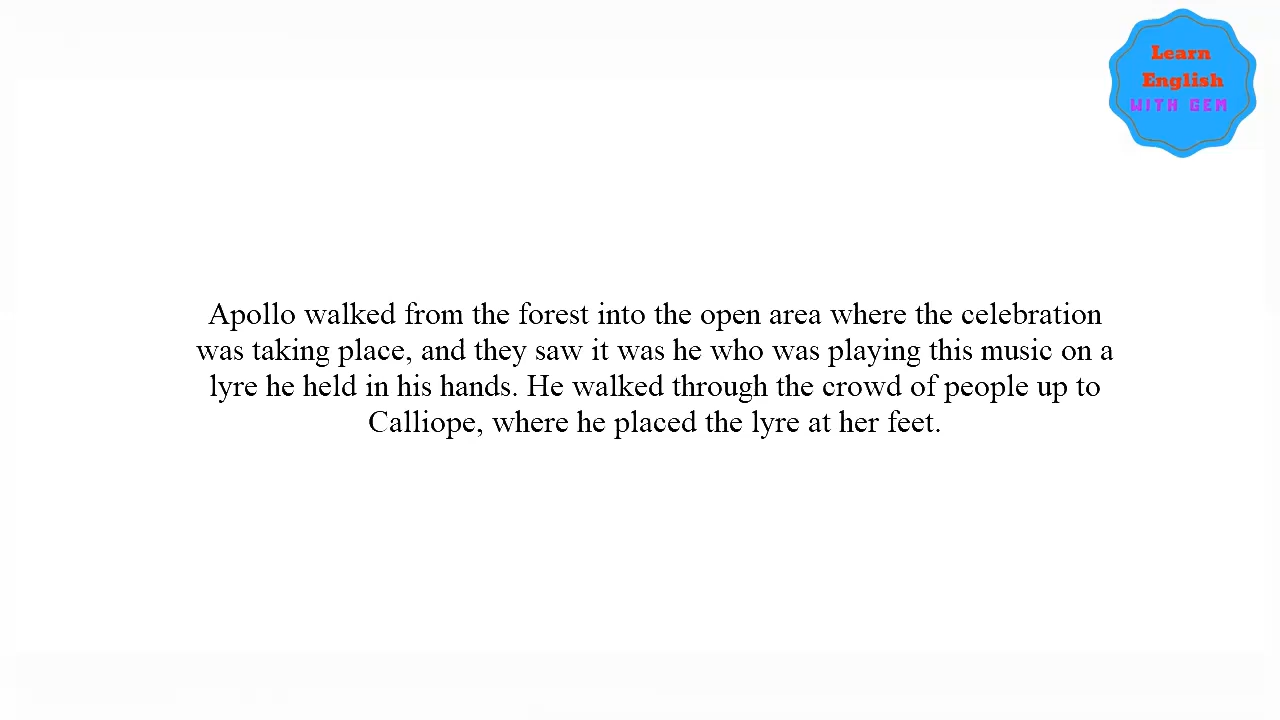 Learn
English
WITH GEM
Apollo walked from the forest into the open area where the celebration
was taking place, and they saw it was he who was playing this music on a
lyre he held in his hands. He walked through the crowd of people up to
Calliope, where he placed the lyre at her feet.